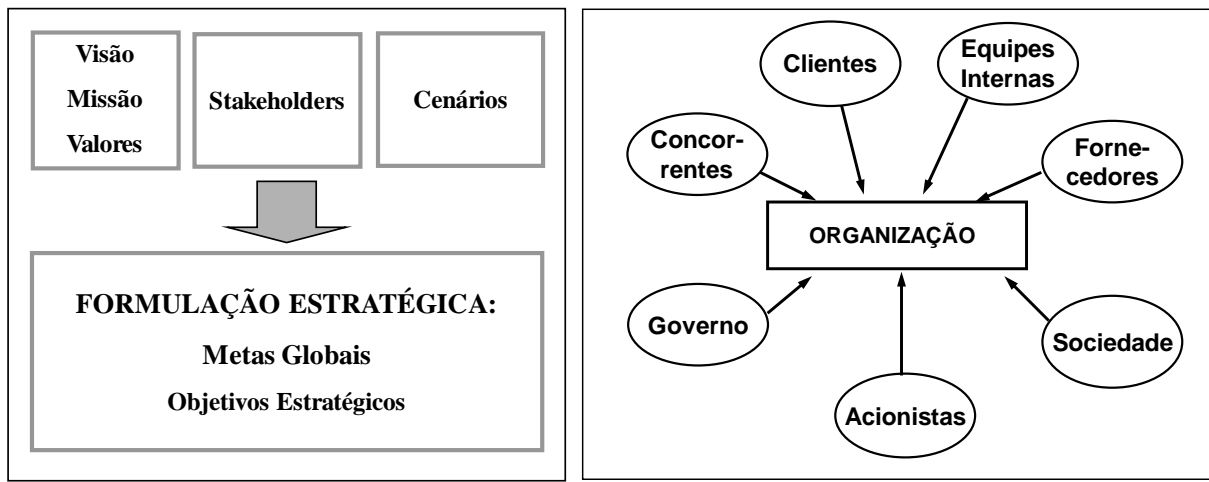 Visão
Missão
Valores
Stakeholders
Cenários
FORMULAÇÃO ESTRATÉGICA:
Metas Globais
Objetivos Estratégicos
Clientes
Equipes
Internas
Concor-
rentes
Forne-
cedores
ORGANIZAÇÃO
Governo
Sociedade
Acionistas